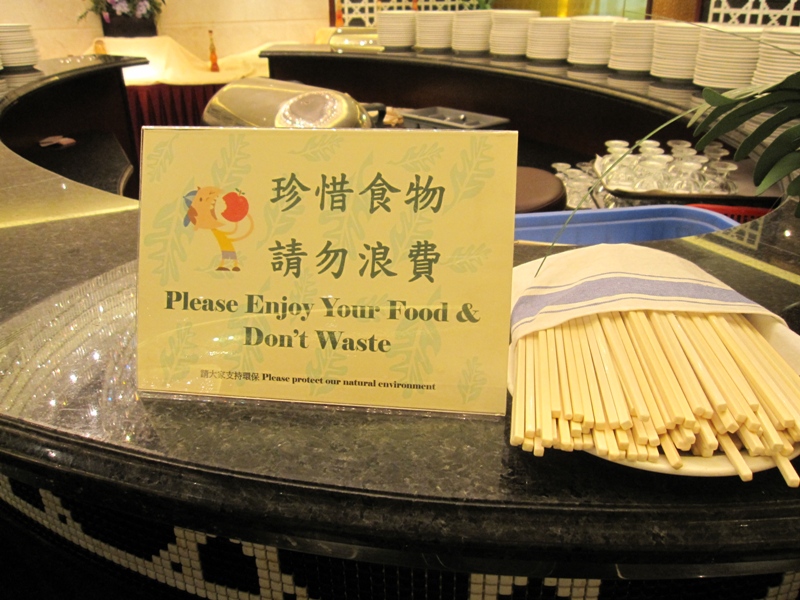 珍惜食物
請勿浪費
Please Enjoy Your Food &
Don't Waste
請大家支持環保 Please protect our natural environment